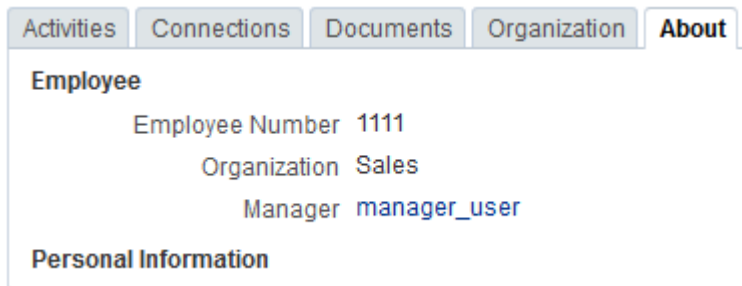 Activities Connections Documents Organization About
Employee
Employee Number 1111
Organization Sales
Manager manager_user
Personal Information